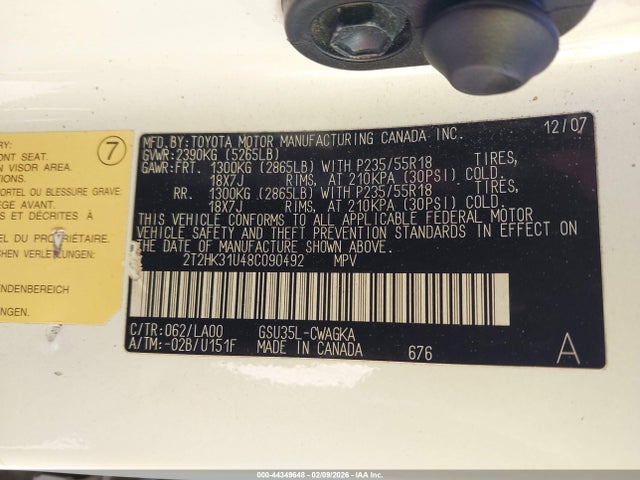 RY:
ONT SEAT.
N VISOR AREA.
TIONS.
7
ORTEL OU BLESSURE GRAVE:
ÈGE AVANT.
S ET DÉCRITES À
DU PROPRIÉTAIRE.
VERLETZUNGEN:
NDENBEREICH
EN.
MFD.BY:TOYOTA MOTOR MANUFACTURING CANADA INC. 12/07
GVWR:2390KG (5265LB)
GAWR:FRT. 1300KG (2865LB) WITH P235/55R18 TIRES,
18X7J RIMS, AT 210KPA (30PSI) COLD.
RR. 1300KG (2865LB) WITH P235/55R18 TIRES,
18X7J RIMS, AT 210KPA (30PSI) COLD.
THIS VEHICLE CONFORMS TO ALL APPLICABLE FEDERAL MOTOR
VEHICLE SAFETY AND THEFT PREVENTION STANDARDS IN EFFECT ON
THE DATE OF MANUFACTURE SHOWN ABOVE.
2T2HK31U48C090492 MPV
C/TR:062/LA00 GSU35L-CWAGKA
A/TM:-02B/U151F MADE IN CANADA 676 A
000-44349648 - 02/09/2026 - IAA INC.